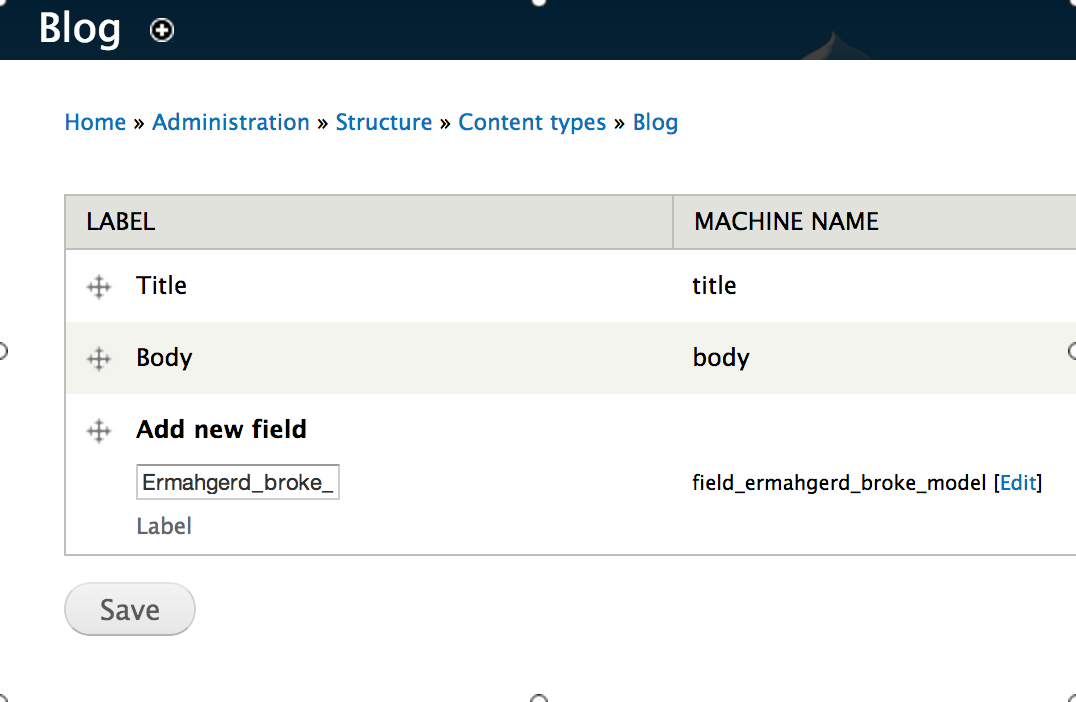 Blog
Home » Administration » Structure » Content types » Blog
LABEL MACHINE NAME
Title title
Body body
Add new field
Ermahgerd_broke_ field_ermahgerd_broke_model [Edit]
Label
Save